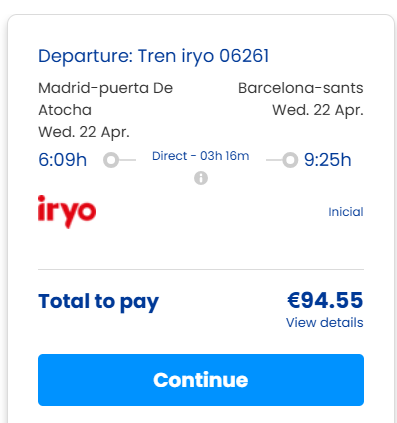 Departure: Tren iryo 06261
Madrid-puerta De
Atocha
Wed. 22 Apr.
Barcelona-sants
Wed. 22 Apr.
6:09h
Direct - 03h 16m
9:25h
i
iryo
Inicial
Total to pay
€94.55
View details
Continue